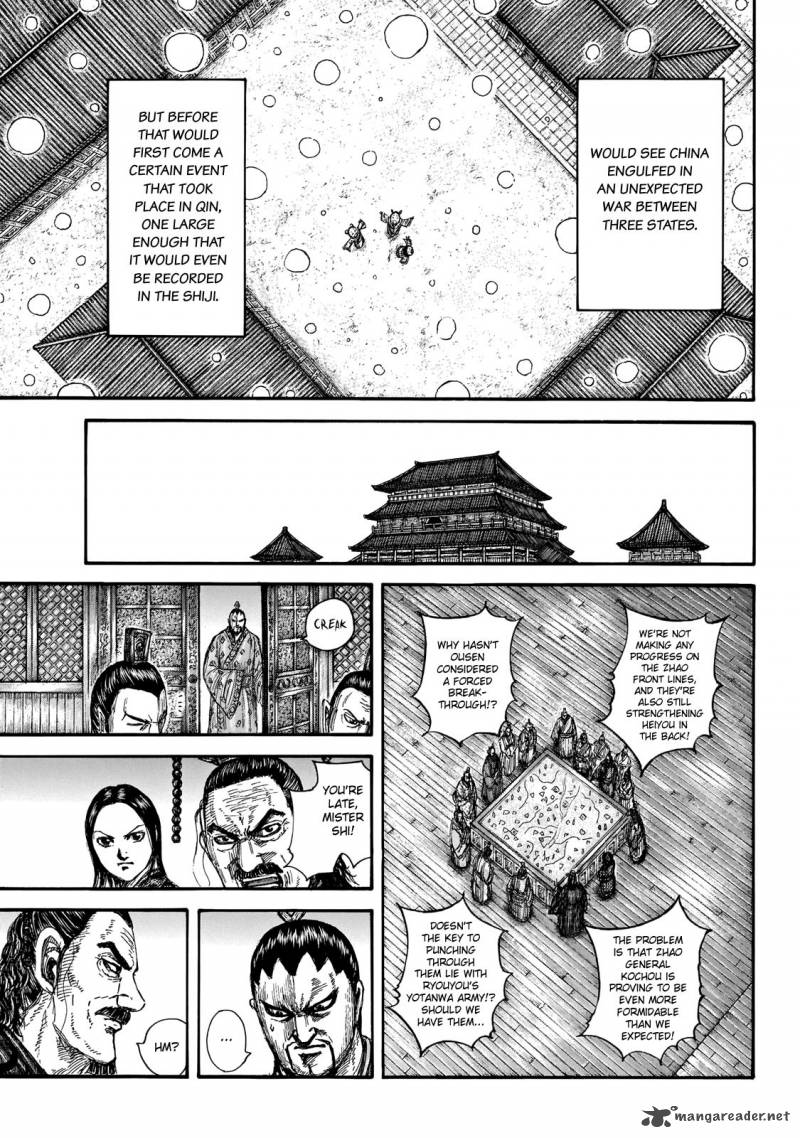 WOULD SEE CHINA
ENGULFED IN
AN UNEXPECTED
WAR BETWEEN
THREE STATES.
BUT BEFORE
THAT WOULD
FIRST COME A
CERTAIN EVENT
THAT TOOK
PLACE IN QIN,
ONE LARGE
ENOUGH THAT
IT WOULD EVEN
BE RECORDED
IN THE SHIJI.
WE'RE NOT
MAKING ANY
PROGRESS ON
THE ZHAO
FRONT LINES,
AND THEY'RE
ALSO STILL
STRENGTHENING
HEIYOU IN
THE BACK!
WHY HASN'T
OUSEN
CONSIDERED
A FORCED
BREAK-
THROUGH!?
THE PROBLEM
IS THAT ZHAO
GENERAL
KOCHOU IS
PROVING TO BE
EVEN MORE
FORMIDABLE
THAN WE
EXPECTED!
DOESN'T
THE KEY TO
PUNCHING
THROUGH
THEM LIE WITH
RYOUYOU'S
YOTANWA ARMY!?
SHOULD WE
HAVE THEM...
CREAK
YOU'RE
LATE,
MISTER
SHI!
...
HM?
mangareader.net